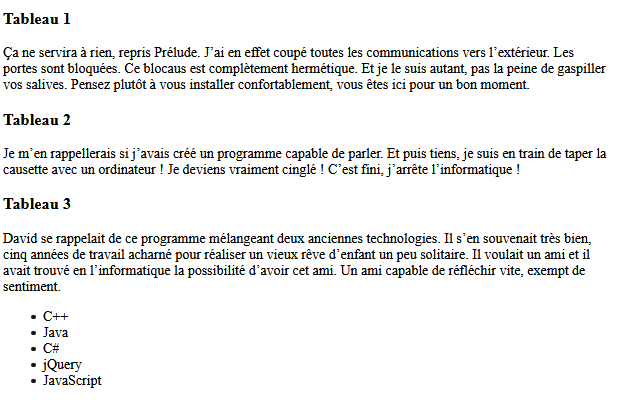 Tableau 1
Ça ne servira à rien, repris Prélude. J’ai en effet coupé toutes les communications vers l’extérieur. Les
portes sont bloquées. Ce blocaus est complètement hermétique. Et je le suis autant, pas la peine de gaspiller
vos salives. Pensez plutôt à vous installer confortablement, vous êtes ici pour un bon moment.
Tableau 2
Je m’en rappellerais si j’avais créé un programme capable de parler. Et puis tiens, je suis en train de taper la
causette avec un ordinateur ! Je deviens vraiment cinglé ! C’est fini, j’arrête l’informatique !
Tableau 3
David se rappelait de ce programme mélangeant deux anciennes technologies. Il s’en souvenait très bien,
cinq années de travail acharné pour réaliser un vieux rêve d’enfant un peu solitaire. Il voulait un ami et il
avait trouvé en l’informatique la possibilité d’avoir cet ami. Un ami capable de réfléchir vite, exempt de
sentiment.
• C++
• Java
• C#
• jQuery
• JavaScript